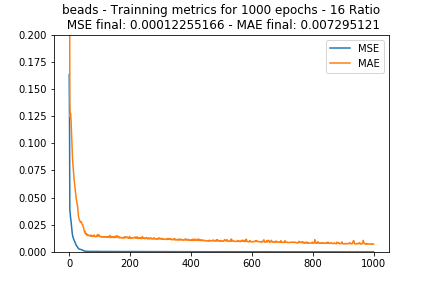 beads - Trainning metrics for 1000 epochs - 16 Ratio
MSE final: 0.00012255166 - MAE final: 0.007295121
0.200
0.175
0.150
0.125
0.100
0.075
0.050
0.025
0.000
0 200 400 600 800 1000
MSE
MAE